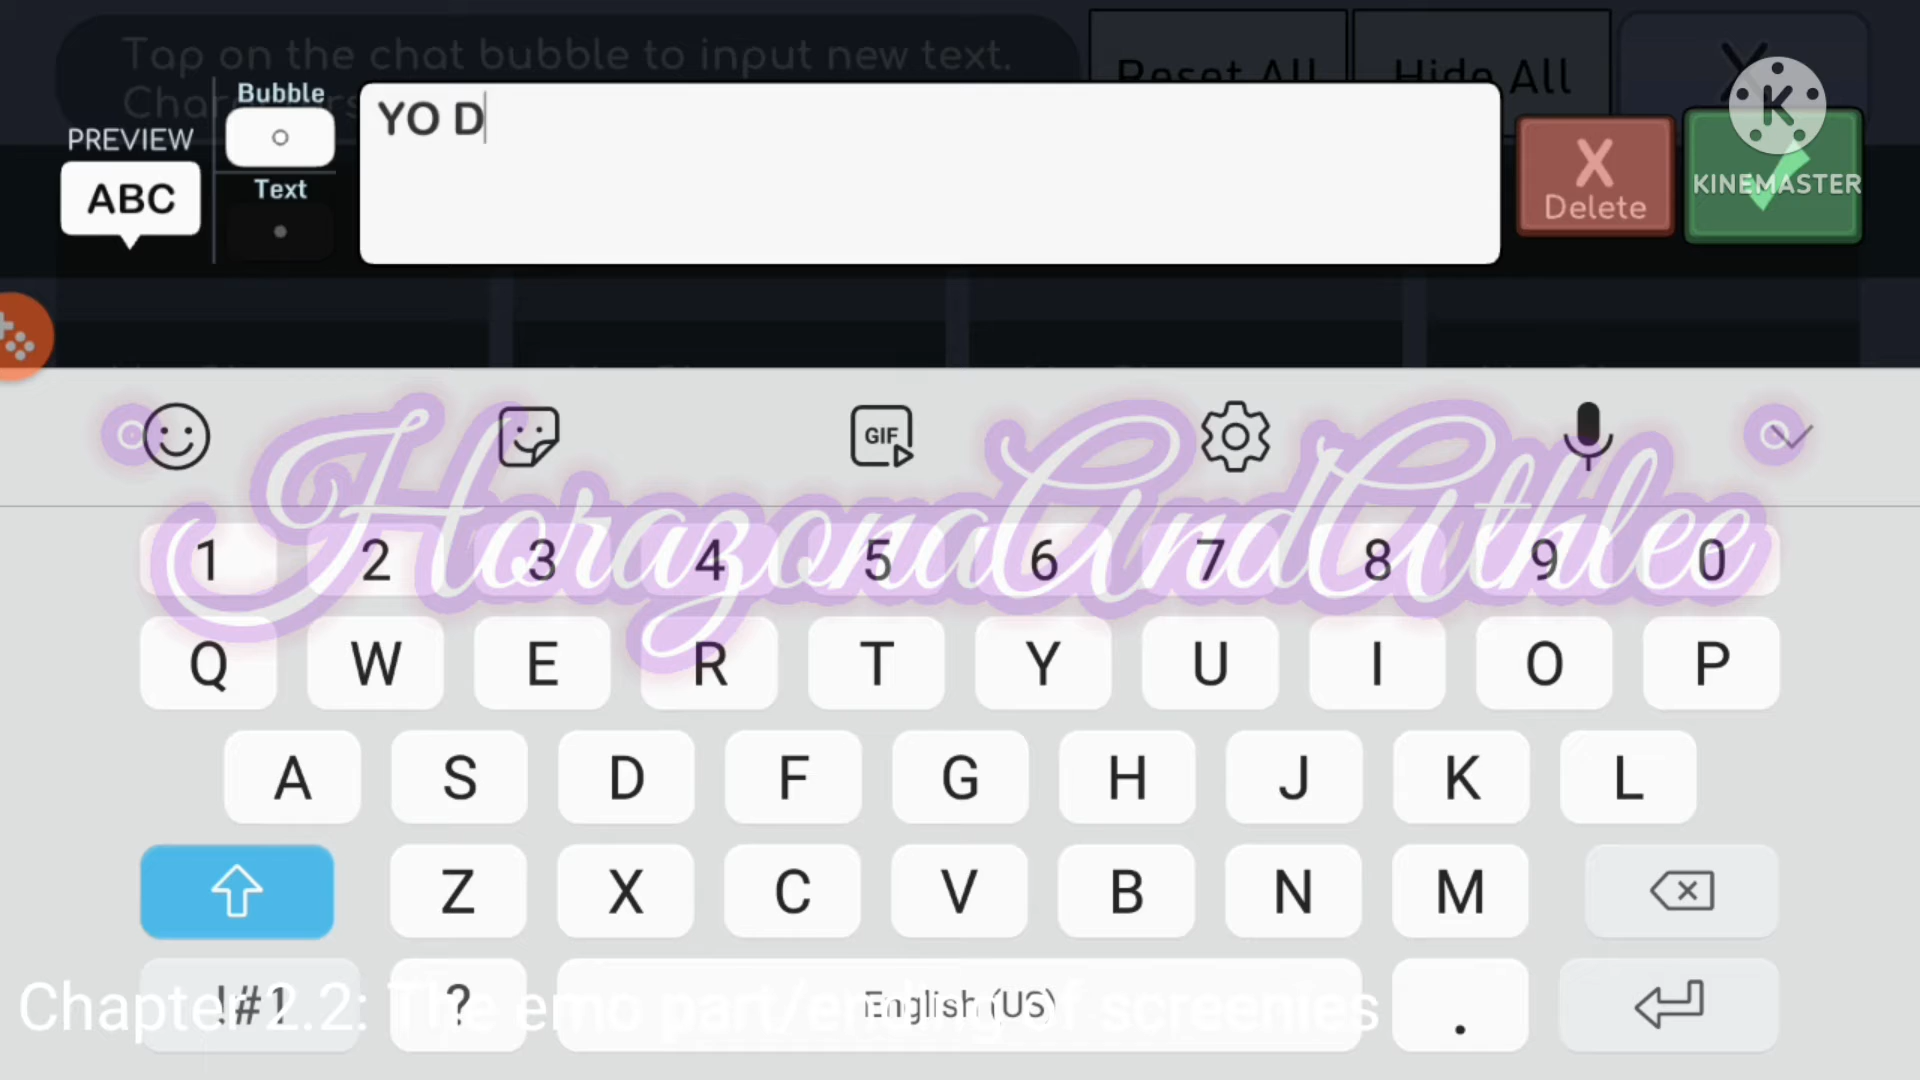 Tap on the chat bubble to input new text.
Reset All
Hide All
X
Bubble
PREVIEW
ABC
Text
YO D
X
Delete
K
KINEMASTER
GIF
HorazonaAndAthlee
1 2 3 4 5 6 7 8 9 0
Q W E R T Y U I O P
A S D F G H J K L
Z X C V B N M
!#1 ? English (US) .
Chapter 2.2: The emo part/ending of screenies